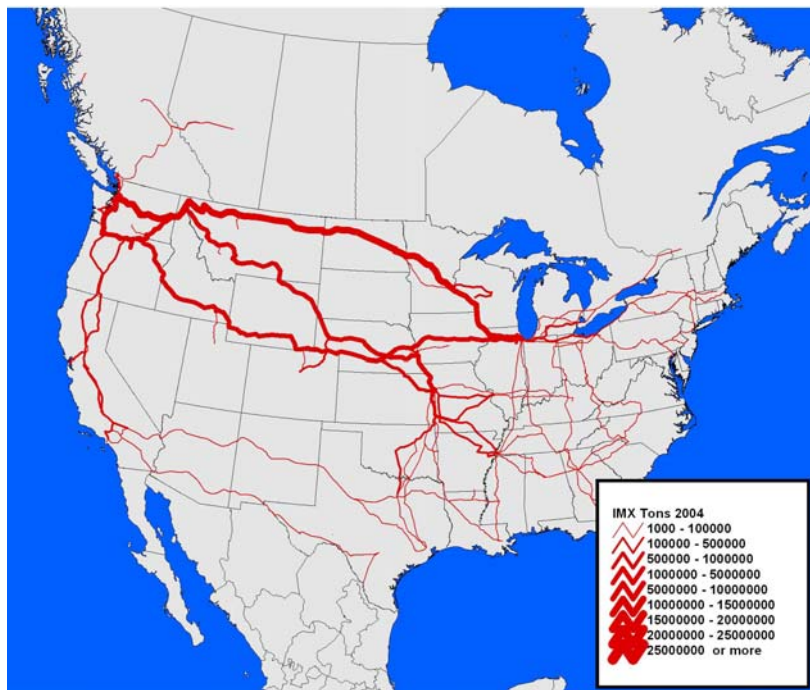 IMX Tons 2004
1000 - 100000
100000 - 500000
500000 - 1000000
1000000 - 5000000
5000000 - 10000000
10000000 - 15000000
15000000 - 20000000
20000000 - 25000000
25000000 or more